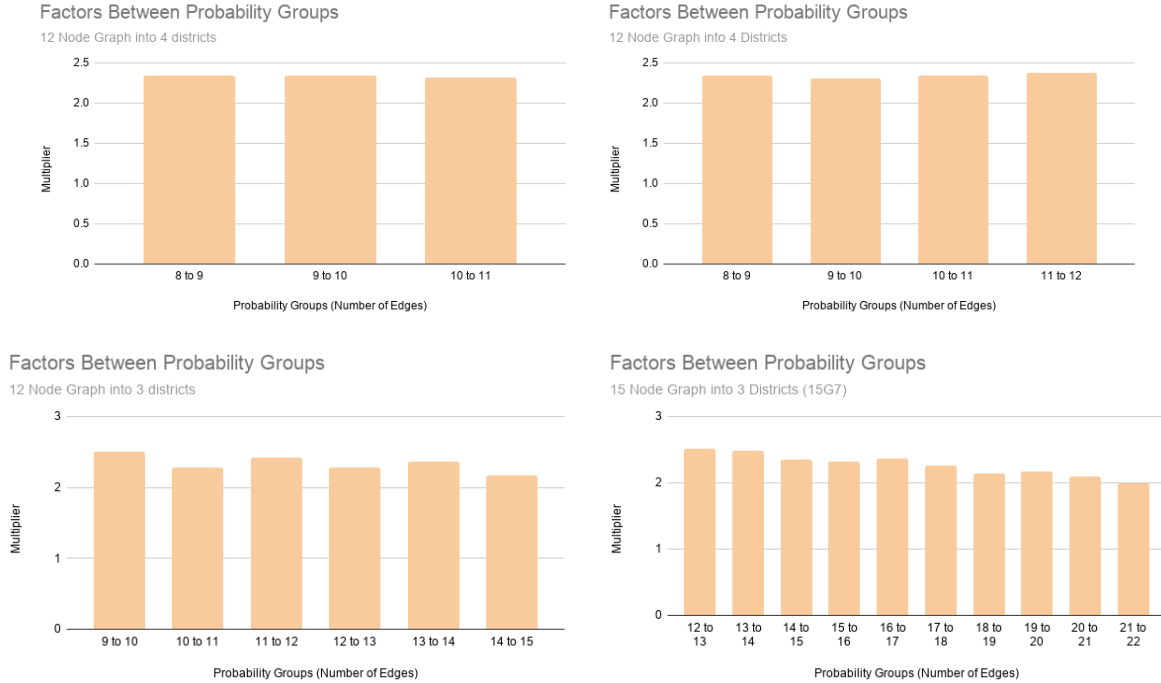 Factors Between Probability Groups
12 Node Graph into 4 districts
2.5
2.0
1.5
1.0
0.5
0.0
Multiplier
8 to 9
9 to 10
10 to 11
Probability Groups (Number of Edges)
Factors Between Probability Groups
12 Node Graph into 4 Districts
2.5
2.0
1.5
1.0
0.5
0.0
Multiplier
8 to 9
9 to 10
10 to 11
11 to 12
Probability Groups (Number of Edges)
Factors Between Probability Groups
12 Node Graph into 3 districts
3
2
1
0
Multiplier
9 to 10
10 to 11
11 to 12
12 to 13
13 to 14
14 to 15
Probability Groups (Number of Edges)
Factors Between Probability Groups
15 Node Graph into 3 Districts (15G7)
3
2
1
0
Multiplier
12 to
13
13 to
14
14 to
15
15 to
16
16 to
17
17 to
18
18 to
19
19 to
20
20 to
21
21 to
22
Probability Groups (Number of Edges)